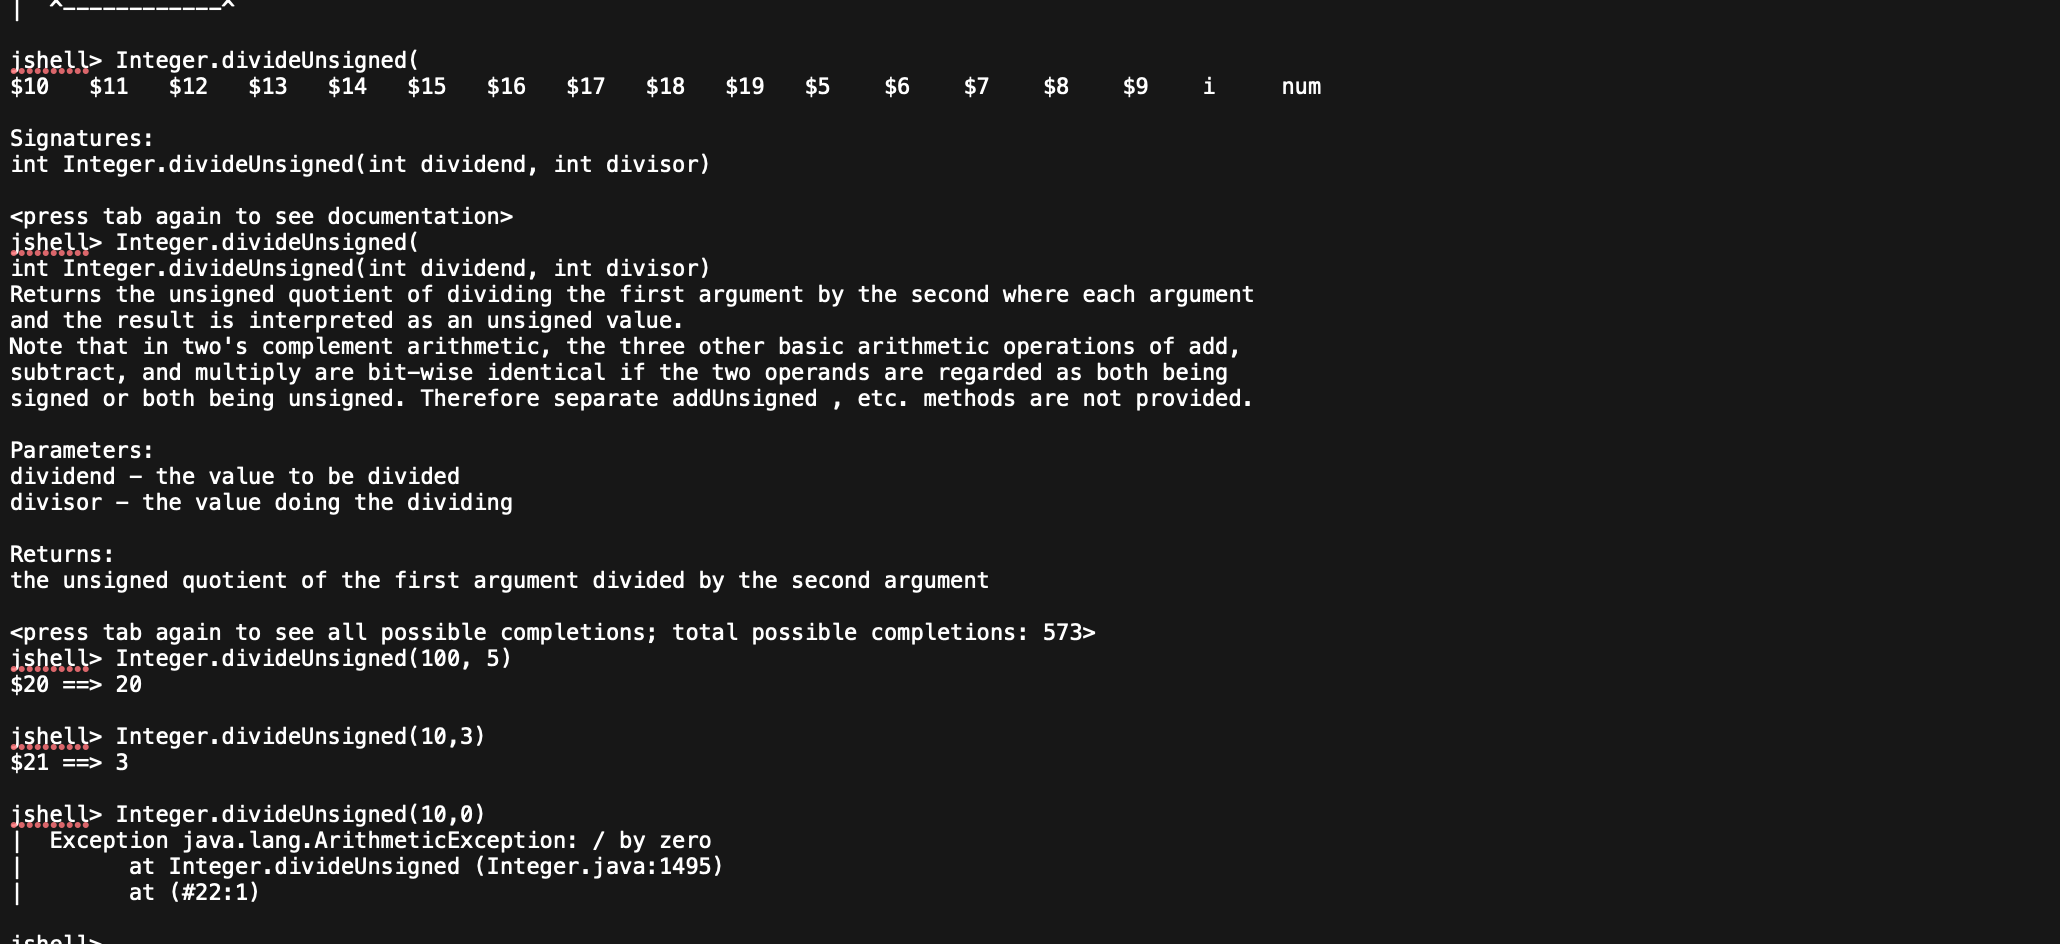 |  ^------------^
jshell> Integer.divideUnsigned(
$10   $11   $12   $13   $14   $15   $16   $17   $18   $19   $5    $6    $7    $8    $9    i     num
Signatures:
int Integer.divideUnsigned(int dividend, int divisor)
<press tab again to see documentation>
jshell> Integer.divideUnsigned(
int Integer.divideUnsigned(int dividend, int divisor)
Returns the unsigned quotient of dividing the first argument by the second where each argument
and the result is interpreted as an unsigned value.
Note that in two's complement arithmetic, the three other basic arithmetic operations of add,
subtract, and multiply are bit-wise identical if the two operands are regarded as both being
signed or both being unsigned. Therefore separate addUnsigned , etc. methods are not provided.
Parameters:
dividend - the value to be divided
divisor - the value doing the dividing
Returns:
the unsigned quotient of the first argument divided by the second argument
<press tab again to see all possible completions; total possible completions: 573>
jshell> Integer.divideUnsigned(100, 5)
$20 ==> 20
jshell> Integer.divideUnsigned(10,3)
$21 ==> 3
jshell> Integer.divideUnsigned(10,0)
|  Exception java.lang.ArithmeticException: / by zero
|        at Integer.divideUnsigned (Integer.java:1495)
|        at (#22:1)
jshell>